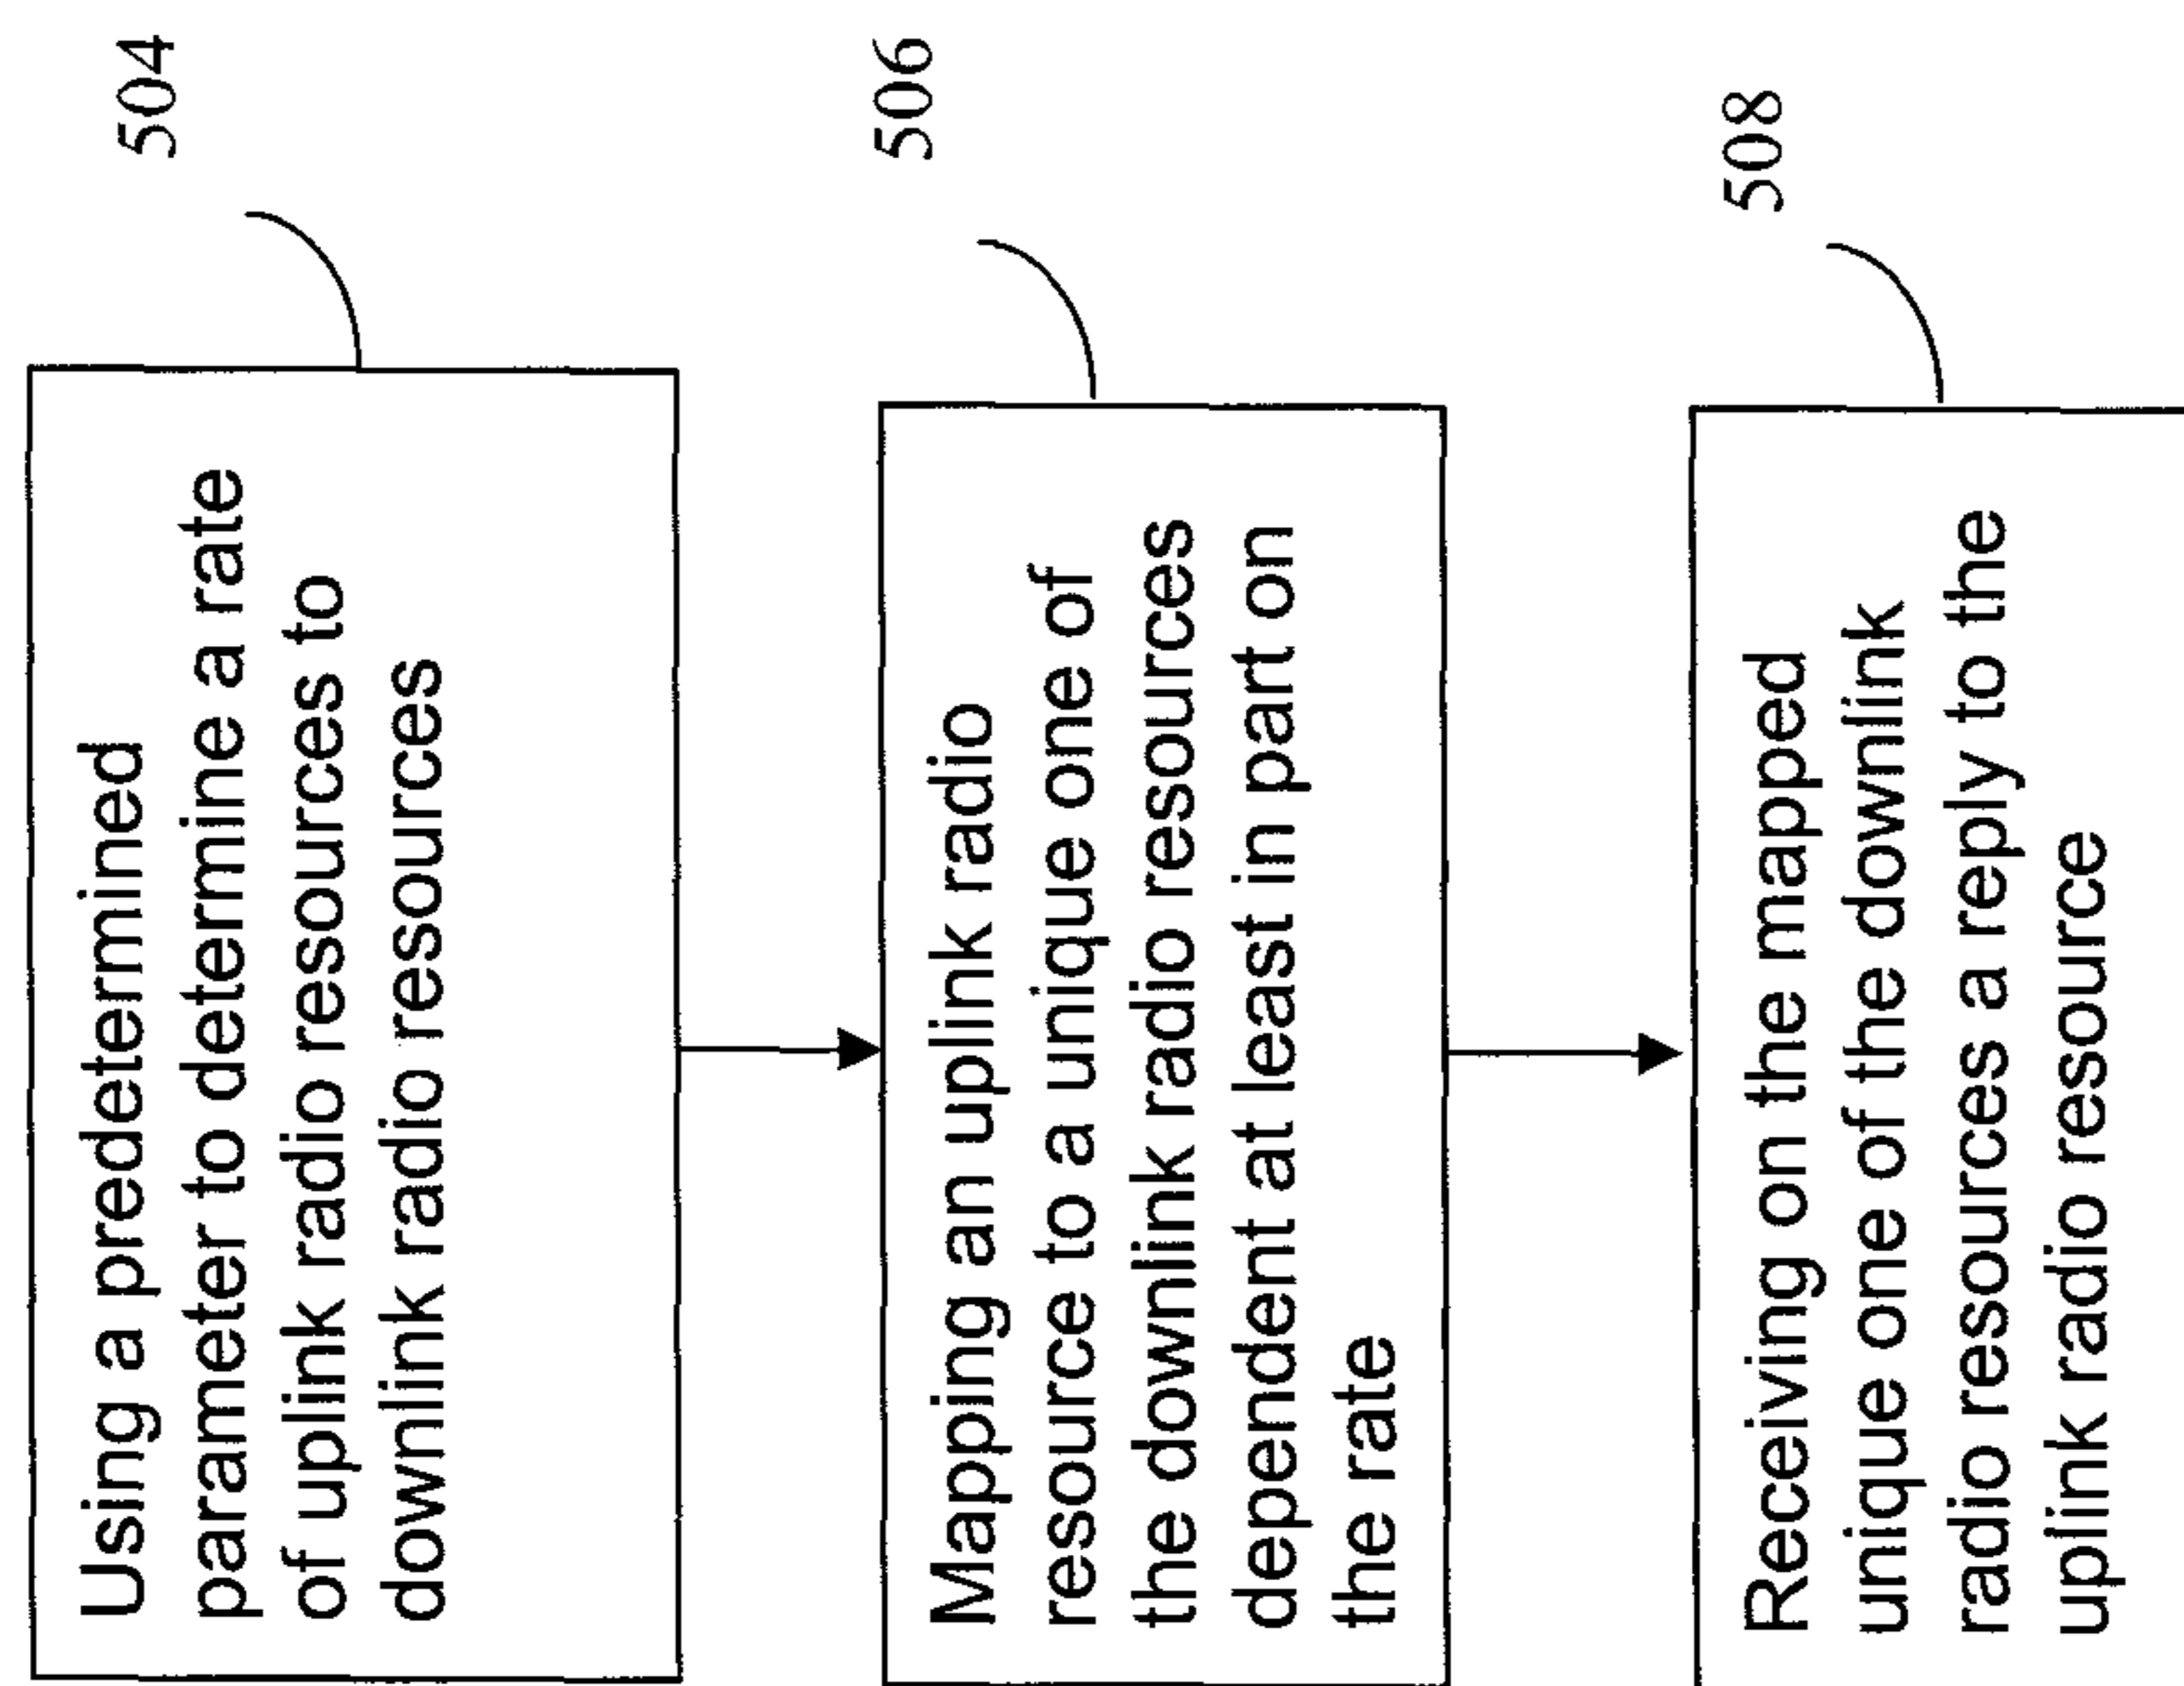 504
Using a predetermined
parameter to determine a rate
of uplink radio resources to
downlink radio resources
506
Mapping an uplink radio
resource to a unique one of
the downlink radio resources
dependent at least in part on
the rate
508
Receiving on the mapped
unique one of the downlink
radio resources a reply to the
uplink radio resource